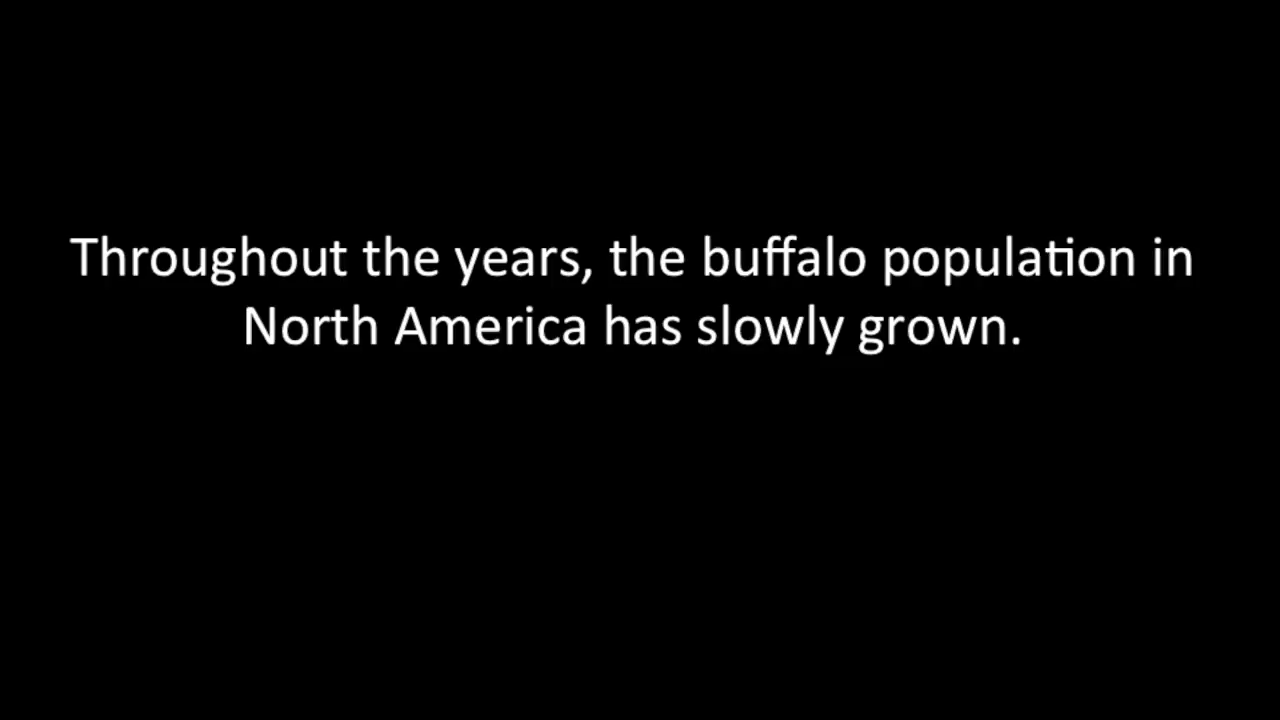 Throughout the years, the buffalo population in
North America has slowly grown.